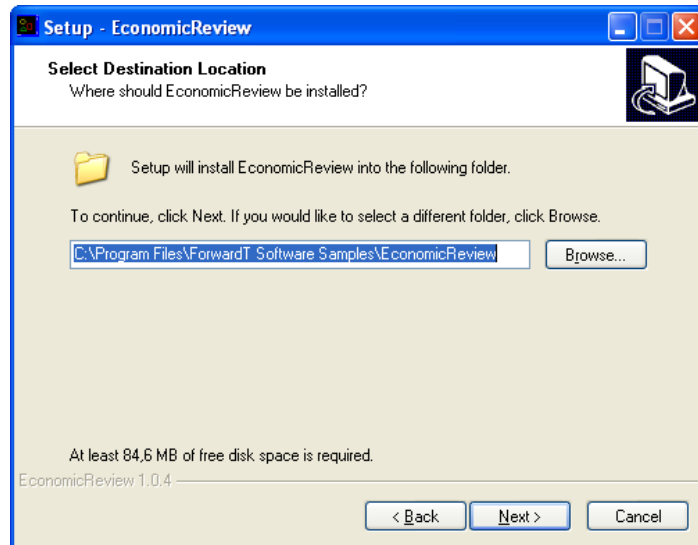 Setup - EconomicReview
Select Destination Location
Where should EconomicReview be installed?
Setup will install EconomicReview into the following folder.
To continue, click Next. If you would like to select a different folder, click Browse.
C:\Program Files\ForwardT Software Samples\EconomicReview
Browse...
At least 84,6 MB of free disk space is required.
EconomicReview 1.0.4
< Back
Next >
Cancel